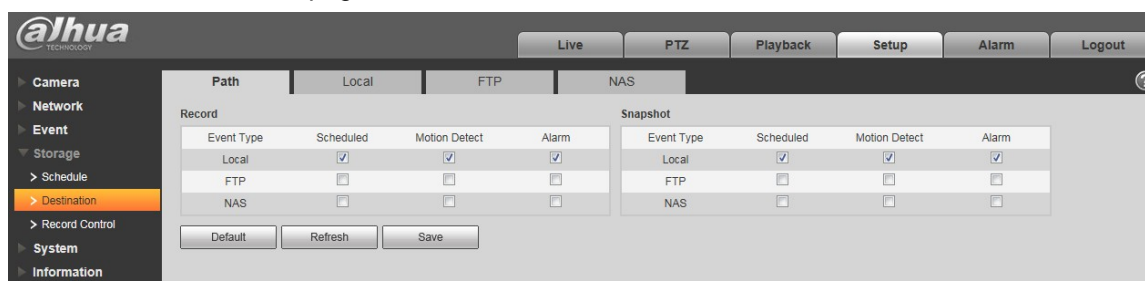 alhua
TECHNOLOGY
Live PTZ Playback Setup Alarm Logout
Camera
Network
Event
Storage
> Schedule
> Destination
> Record Control
System
Information
Path Local FTP NAS
Record
Event Type Scheduled Motion Detect Alarm
Local
FTP
NAS
Snapshot
Event Type Scheduled Motion Detect Alarm
Local
FTP
NAS
Default Refresh Save